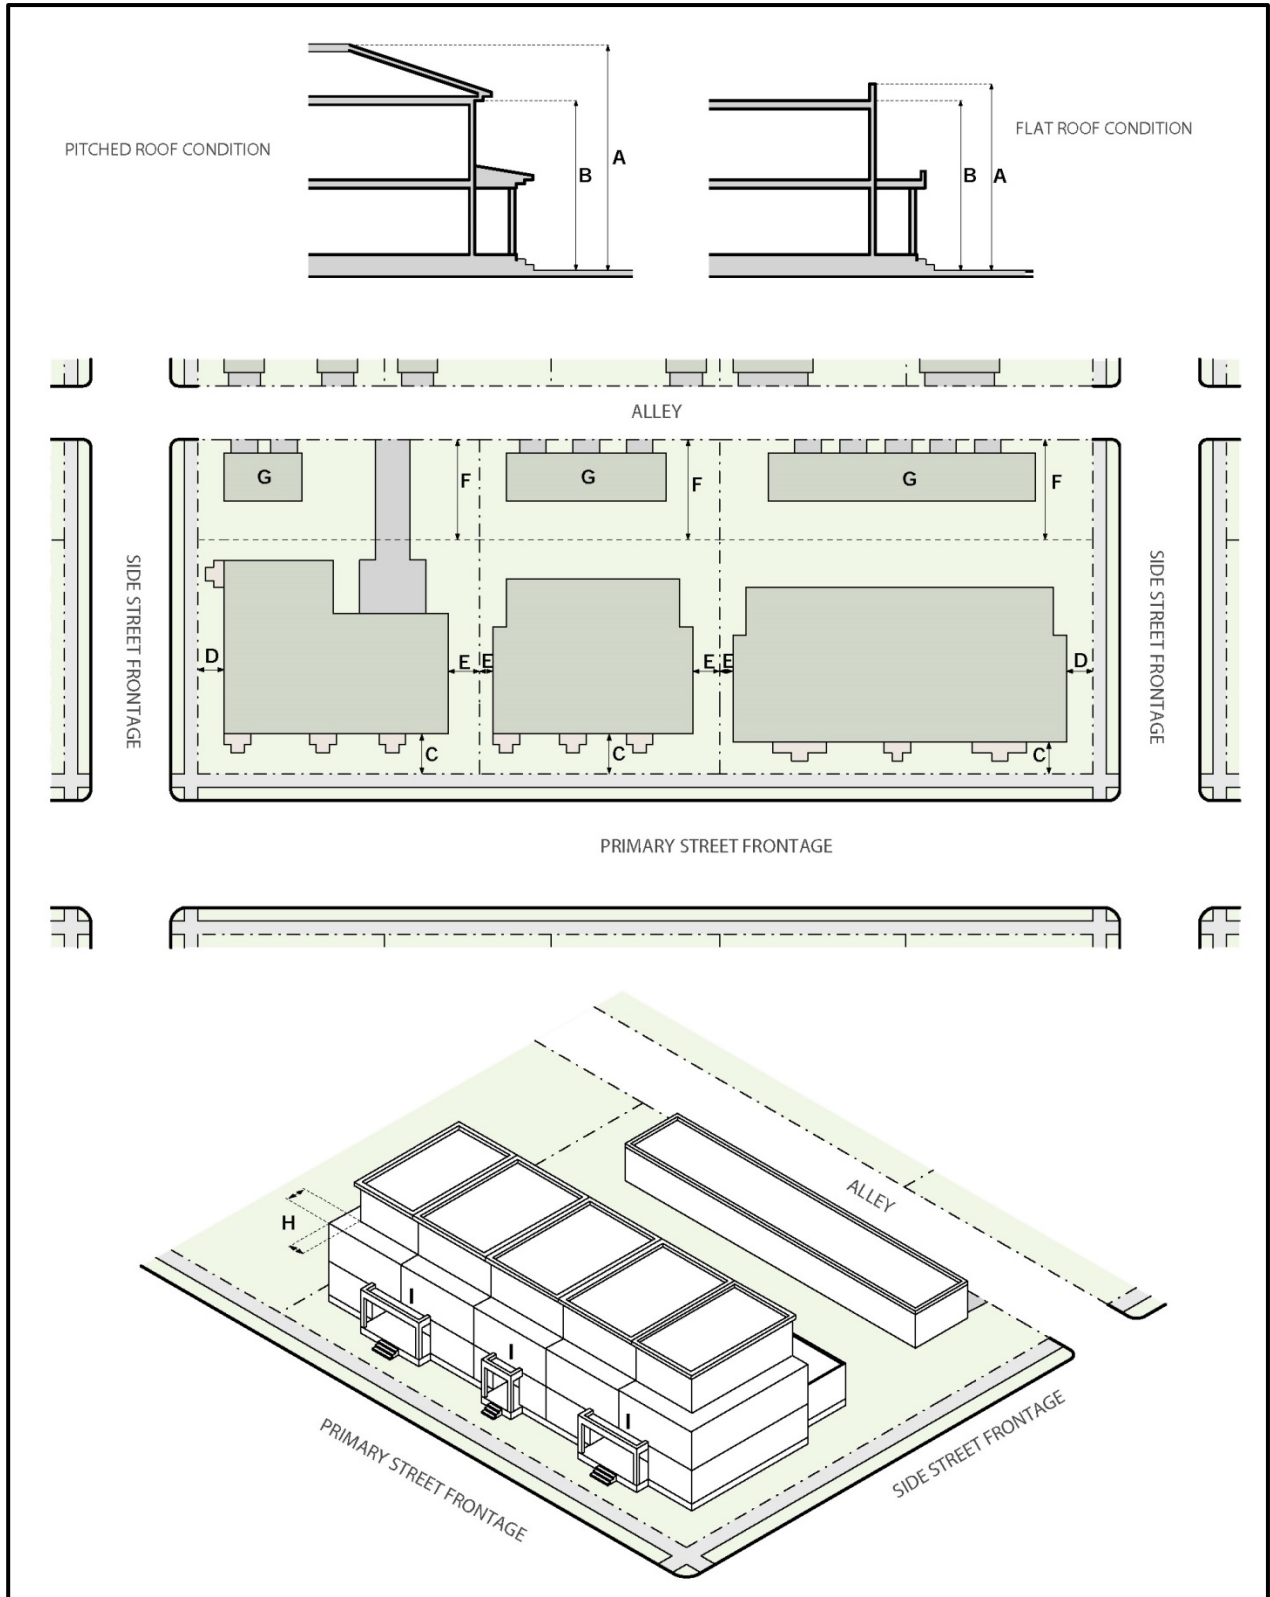 PITCHED ROOF CONDITION
A
B
FLAT ROOF CONDITION
B
A
ALLEY
G
F
G
F
G
F
SIDE STREET FRONTAGE
SIDE STREET FRONTAGE
D
E
E
E
E
D
C
C
C
PRIMARY STREET FRONTAGE
ALLEY
H
I
I
I
PRIMARY STREET FRONTAGE
SIDE STREET FRONTAGE